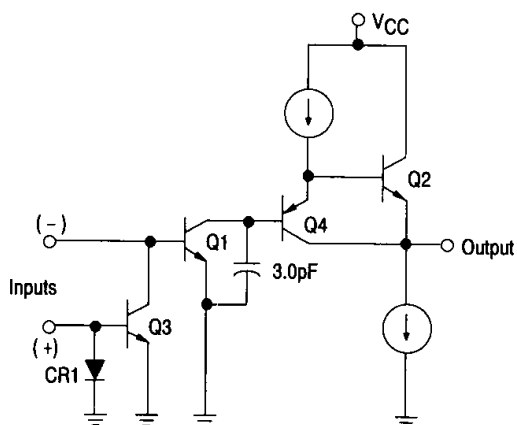 VCC
Q2
Q4
(-)
Q1
3.0pF
Output
Inputs
(+)
Q3
CR1